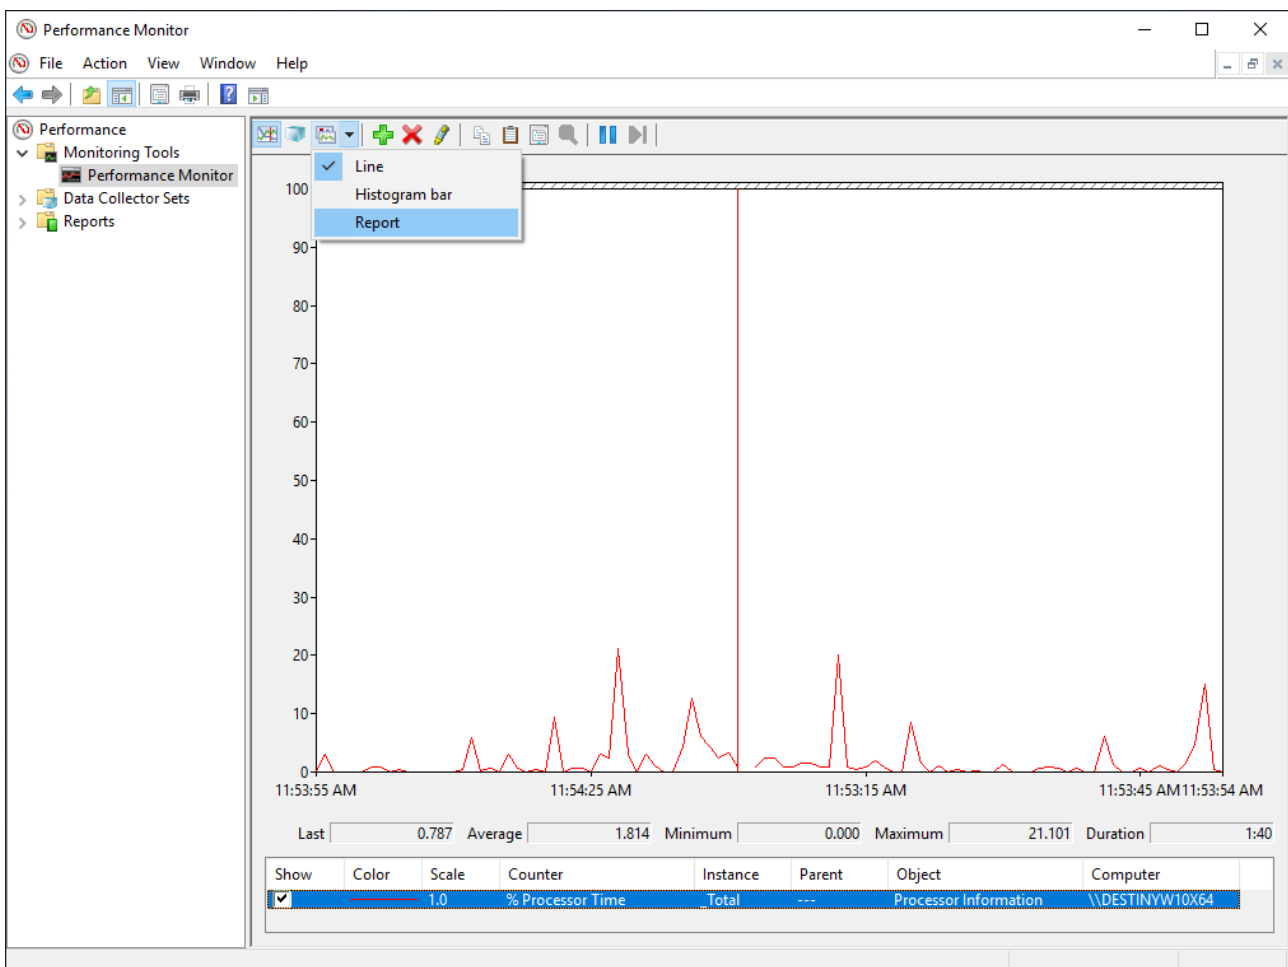 Performance Monitor
File Action View Window Help
Performance
Monitoring Tools
Performance Monitor
Data Collector Sets
Reports
Line
Histogram bar
Report
100
90
80
70
60
50
40
30
20
10
0
11:53:55 AM 11:54:25 AM 11:53:15 AM 11:53:45 AM 11:53:54 AM
Last 0.787 Average 1.814 Minimum 0.000 Maximum 21.101 Duration 1:40
Show Color Scale Counter Instance Parent Object Computer
1.0 % Processor Time _Total --- Processor Information \\DESTINYW10X64